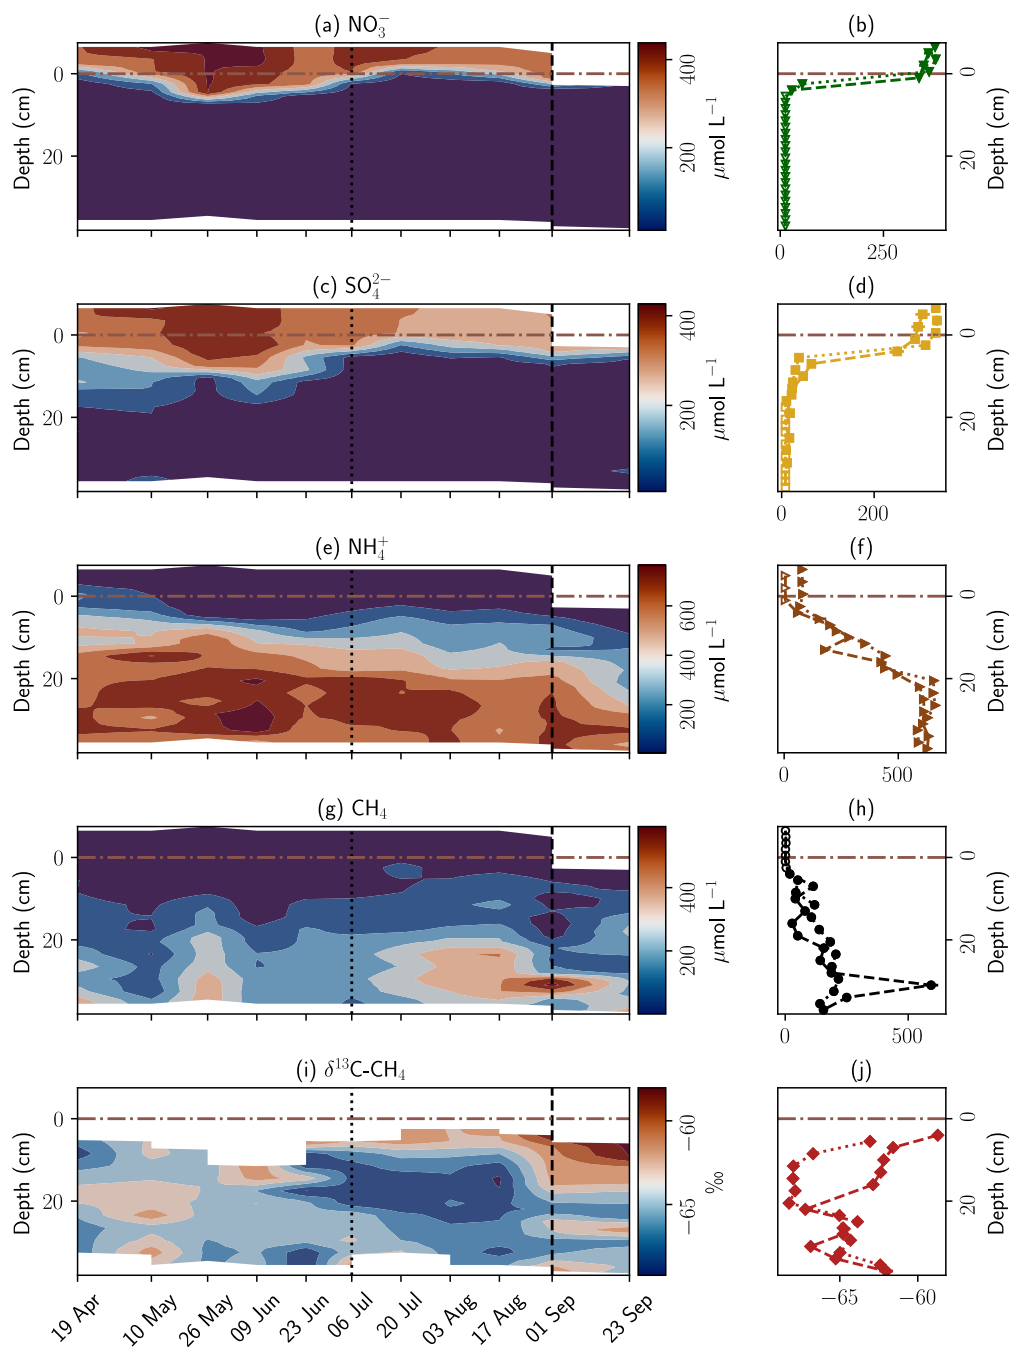 (a) NO₃⁻
(b)
0
20
Depth (cm)
200
400
µmol L⁻¹
0
250
0
20
Depth (cm)
(c) SO₄²⁻
(d)
0
20
Depth (cm)
200
400
µmol L⁻¹
0
200
0
20
Depth (cm)
(e) NH₄⁺
(f)
0
20
Depth (cm)
200
400
600
µmol L⁻¹
0
500
0
20
Depth (cm)
(g) CH₄
(h)
0
20
Depth (cm)
200
400
µmol L⁻¹
0
500
0
20
Depth (cm)
(i) δ¹³C-CH₄
(j)
0
20
Depth (cm)
−65
−60
‰
−65
−60
0
20
Depth (cm)
19 Apr
10 May
26 May
09 Jun
23 Jun
06 Jul
20 Jul
03 Aug
17 Aug
01 Sep
23 Sep